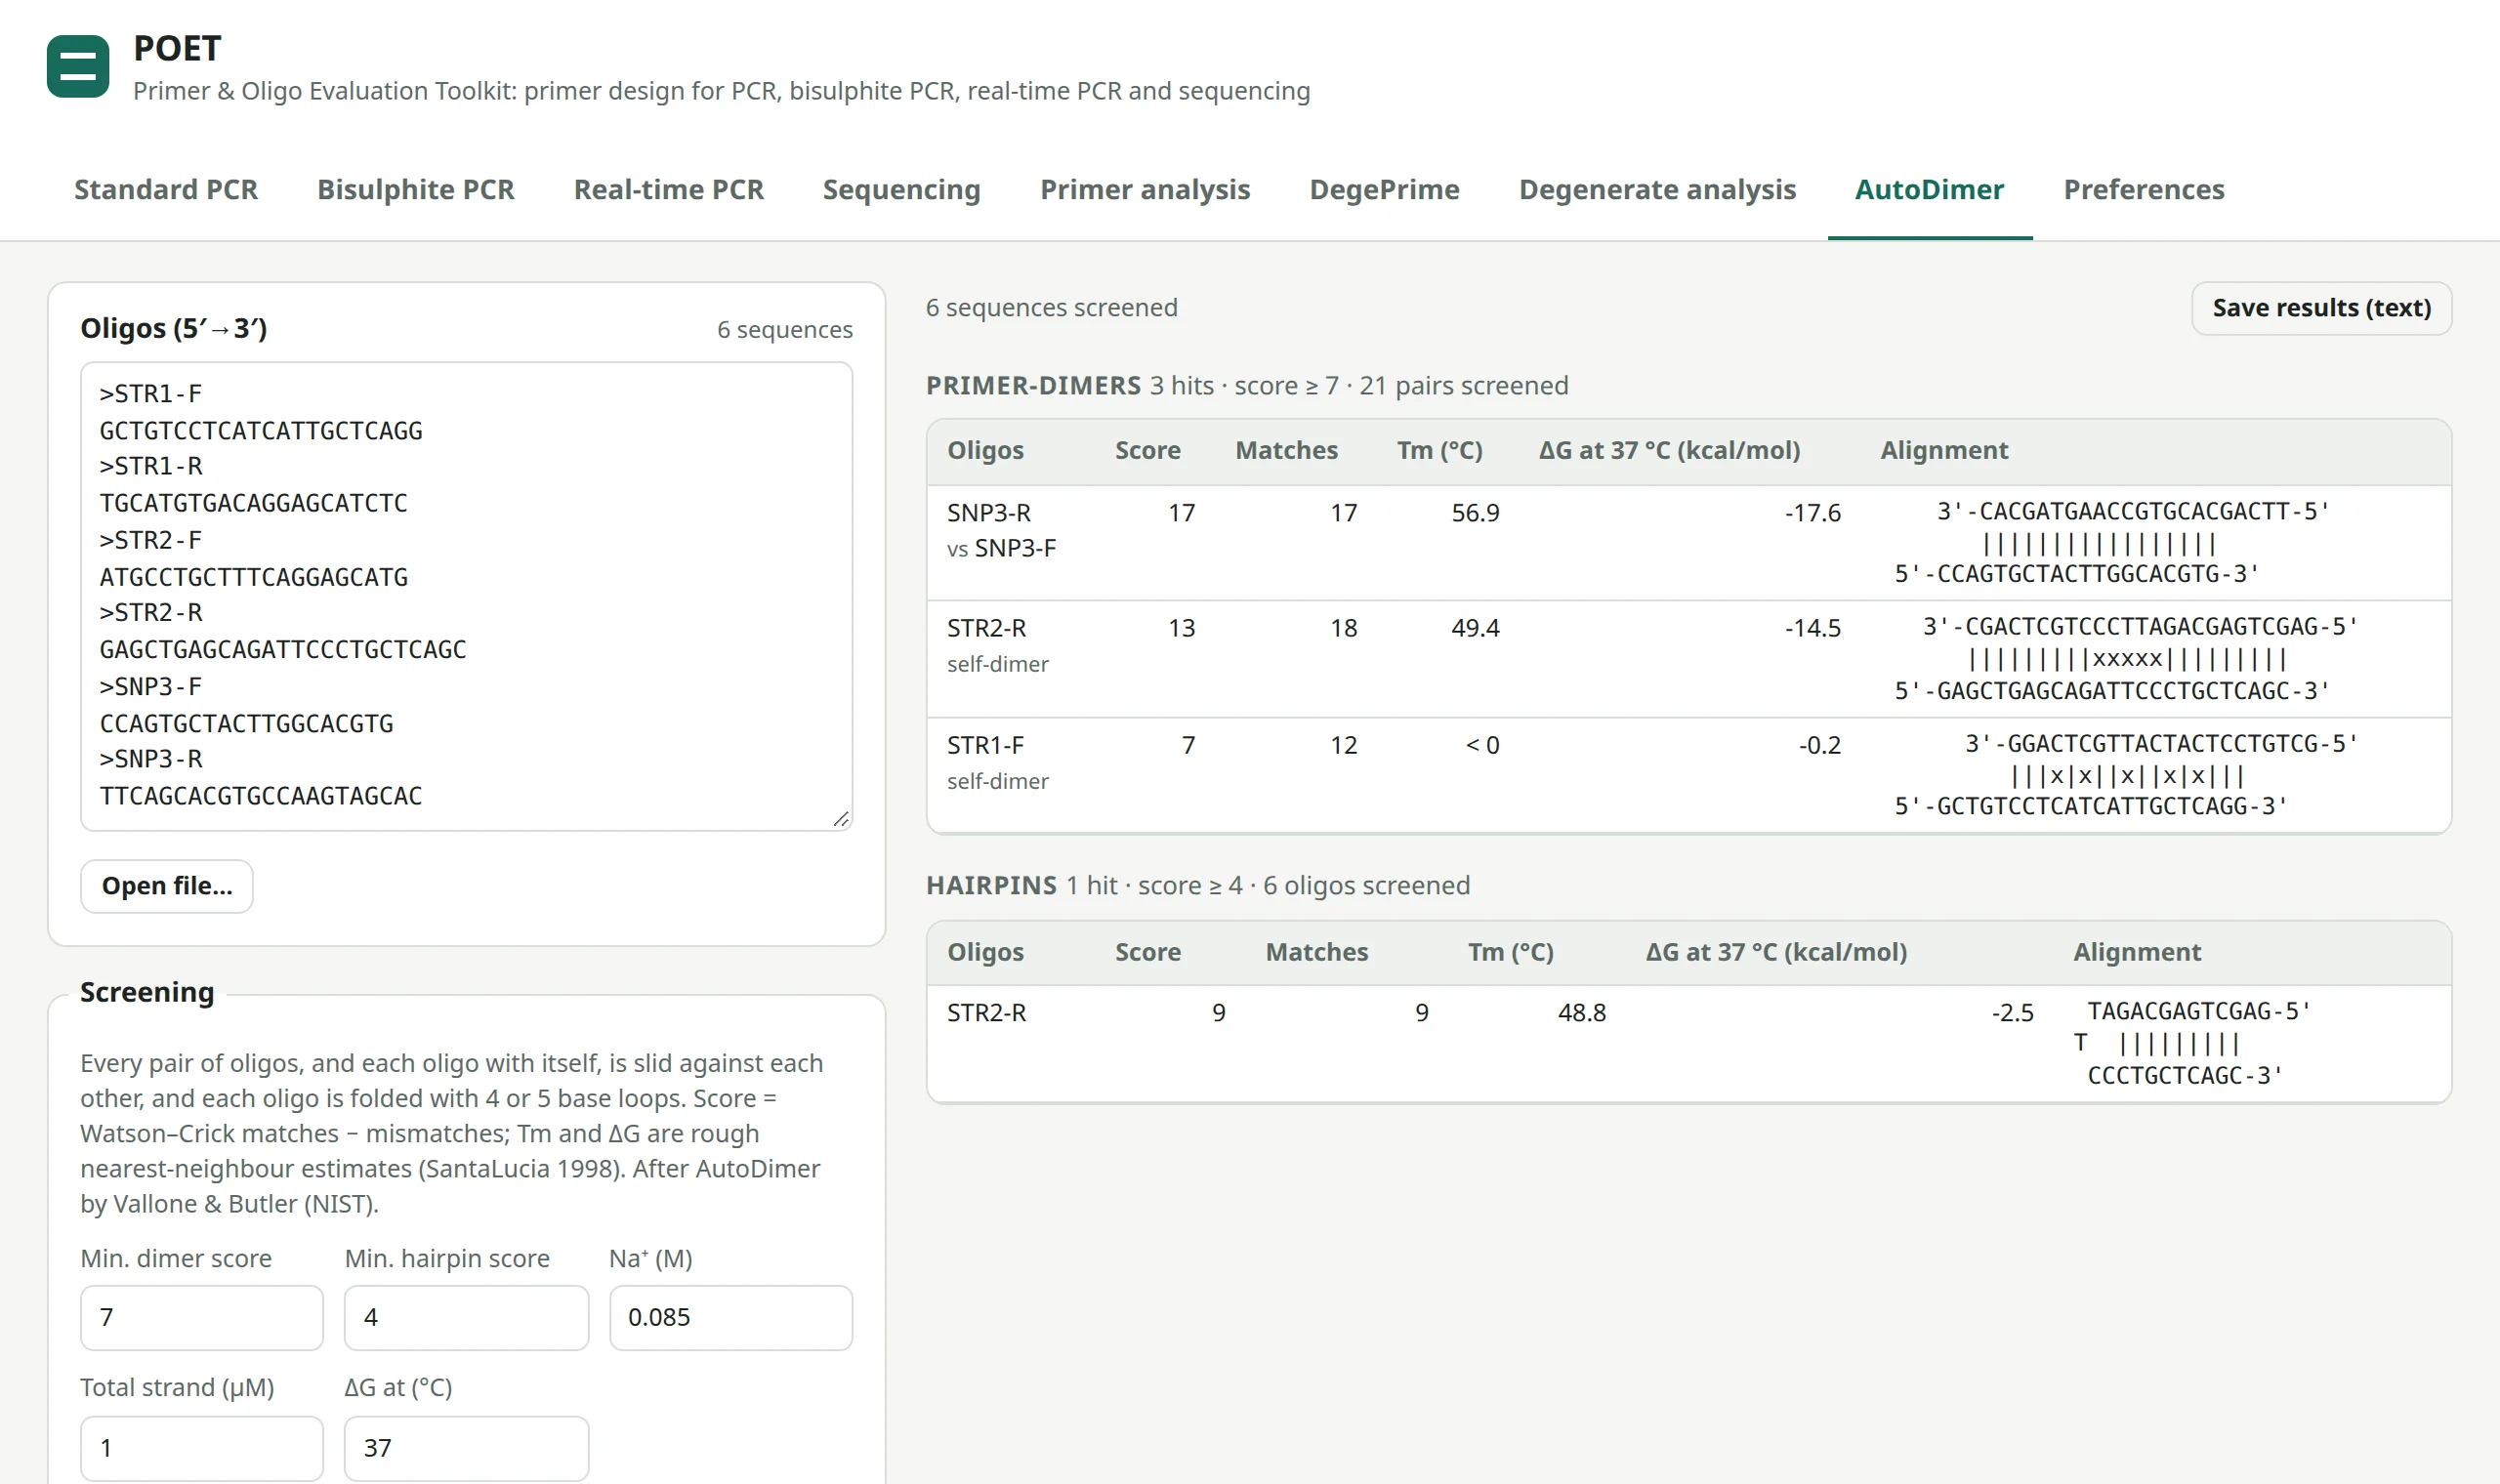 POET
Primer & Oligo Evaluation Toolkit: primer design for PCR, bisulphite PCR, real-time PCR and sequencing
Standard PCR Bisulphite PCR Real-time PCR Sequencing Primer analysis DegePrime Degenerate analysis AutoDimer Preferences
Oligos (5′→3′) 6 sequences
>STR1-F
GCTGTCCTCATCATTGCTCAGG
>STR1-R
TGCATGTGACAGGAGCATCTC
>STR2-F
ATGCCTGCTTTCAGGAGCATG
>STR2-R
GAGCTGAGCAGATTCCCTGCTCAGC
>SNP3-F
CCAGTGCTACTTGGCACGTG
>SNP3-R
TTCAGCACGTGCCAAGTAGCAC
Open file...
Screening
Every pair of oligos, and each oligo with itself, is slid against each
other, and each oligo is folded with 4 or 5 base loops. Score =
Watson–Crick matches − mismatches; Tm and ΔG are rough
nearest-neighbour estimates (SantaLucia 1998). After AutoDimer
by Vallone & Butler (NIST).
Min. dimer score Min. hairpin score Na⁺ (M)
7 4 0.085
Total strand (µM) ΔG at (°C)
1 37
6 sequences screened Save results (text)
PRIMER-DIMERS 3 hits · score ≥ 7 · 21 pairs screened
Oligos Score Matches Tm (°C) ΔG at 37 °C (kcal/mol) Alignment
SNP3-R 17 17 56.9 -17.6 3'-CACGATGAACCGTGCACGACTT-5'
vs SNP3-F |||||||||||||||||
5'-CCAGTGCTACTTGGCACGTG-3'
STR2-R 13 18 49.4 -14.5 3'-CGACTCGTCCCTTAGACGAGTCGAG-5'
self-dimer |||||||||xxxxx|||||||||
5'-GAGCTGAGCAGATTCCCTGCTCAGC-3'
STR1-F 7 12 < 0 -0.2 3'-GGACTCGTTACTACTCCTGTCG-5'
self-dimer |||x|x||x||x|x|||
5'-GCTGTCCTCATCATTGCTCAGG-3'
HAIRPINS 1 hit · score ≥ 4 · 6 oligos screened
Oligos Score Matches Tm (°C) ΔG at 37 °C (kcal/mol) Alignment
STR2-R 9 9 48.8 -2.5 TAGACGAGTCGAG-5'
T |||||||||
CCCTGCTCAGC-3'